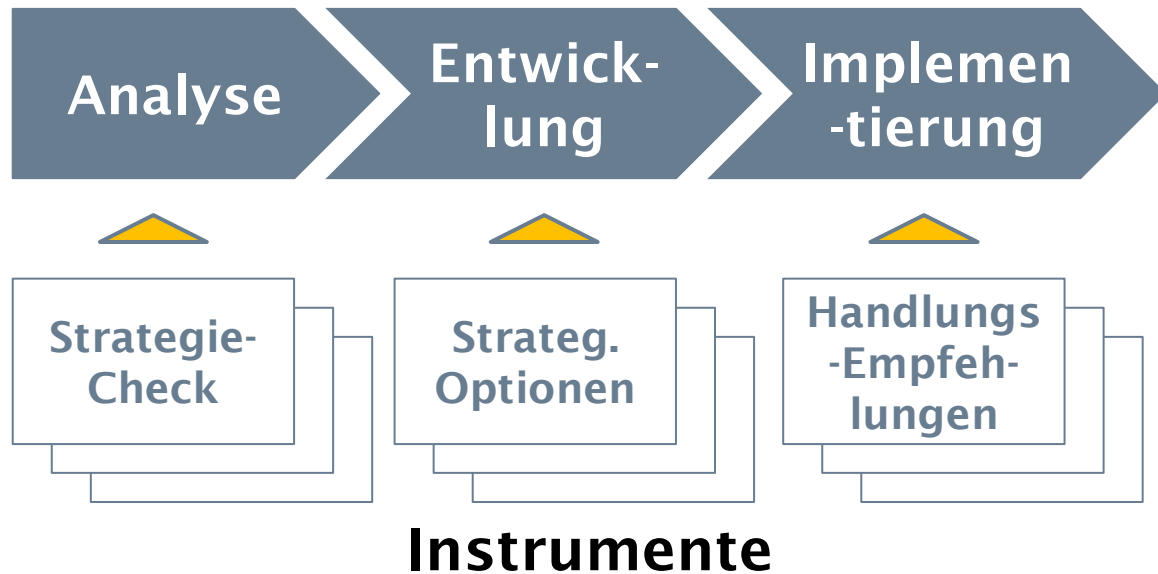 Analyse
Entwick-
lung
Implemen
-tierung
Strategie-
Check
Strateg.
Optionen
Handlungs
-Empfeh-
lungen
Instrumente